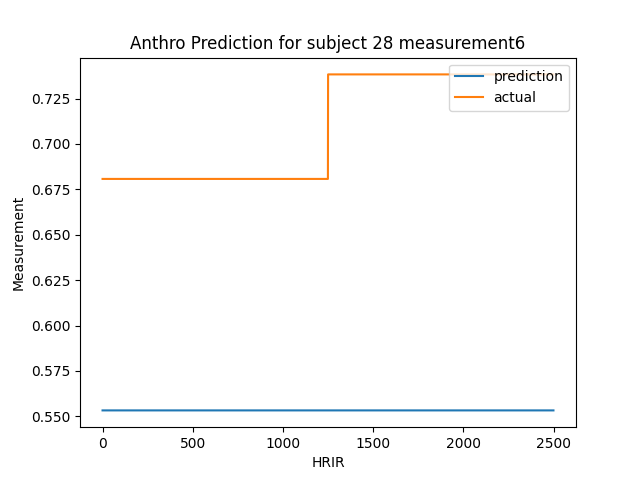 Anthro Prediction for subject 28 measurement6
prediction
actual
0.725
0.700
0.675
0.650
0.625
0.600
0.575
0.550
Measurement
0 500 1000 1500 2000 2500
HRIR